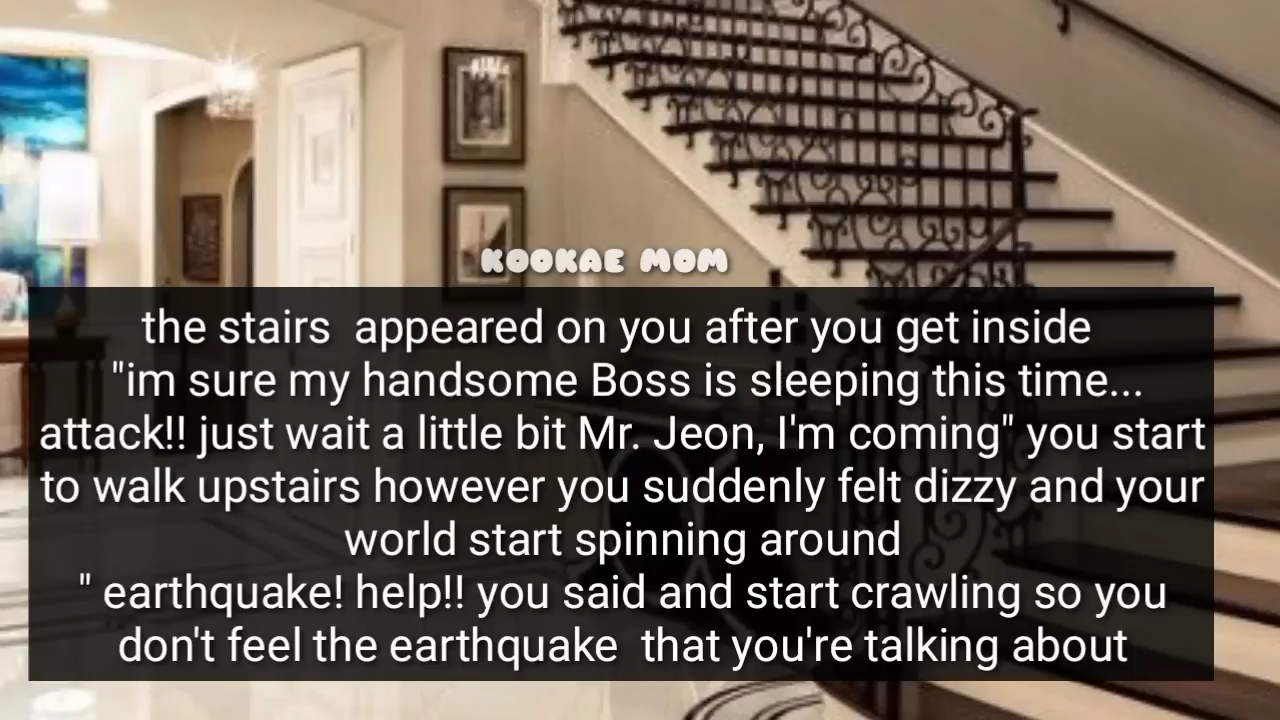 KOOKAE MOM
the stairs  appeared on you after you get inside
"im sure my handsome Boss is sleeping this time...
attack!! just wait a little bit Mr. Jeon, I'm coming" you start
to walk upstairs however you suddenly felt dizzy and your
world start spinning around
" earthquake! help!! you said and start crawling so you
don't feel the earthquake  that you're talking about